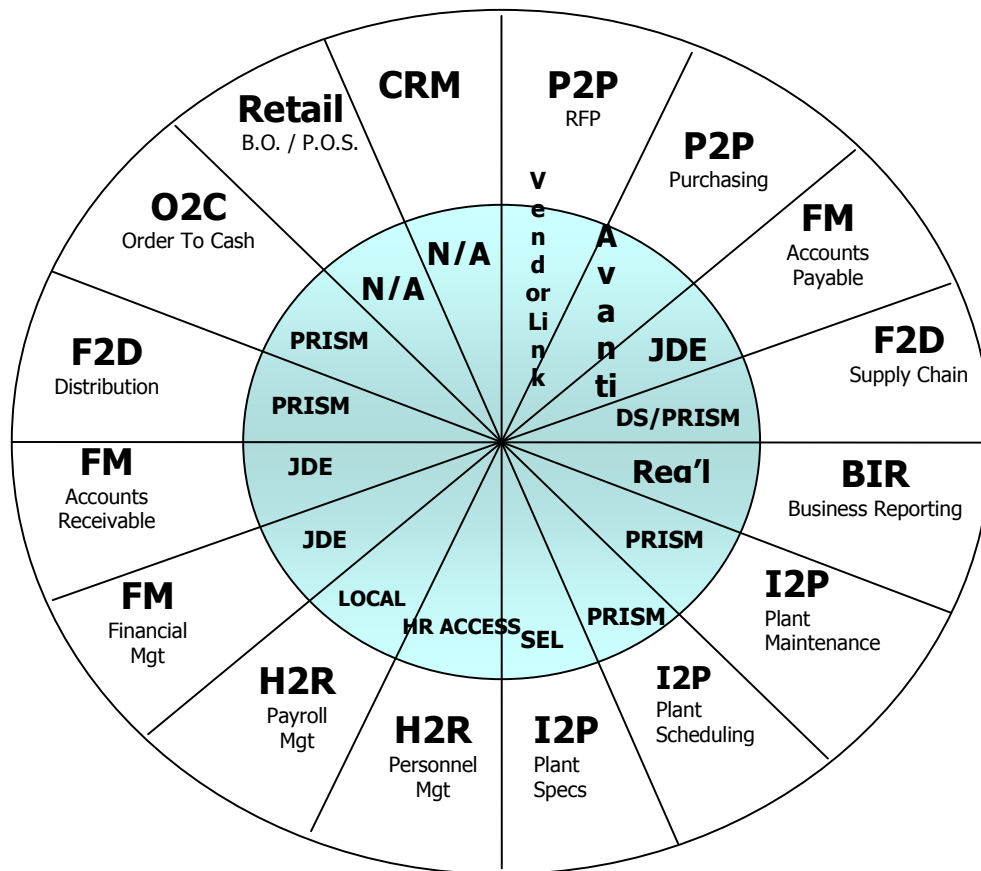 CRM
P2P
RFP
Retail
B.O. / P.O.S.
P2P
Purchasing
O2C
Order To Cash
FM
Accounts
Payable
F2D
Distribution
F2D
Supply Chain
N/A
N/A
V
e
n
d
or
Li
n
k
A
v
a
n
ti
PRISM
JDE
PRISM
DS/PRISM
FM
Accounts
Receivable
JDE
Reg'l
BIR
Business Reporting
JDE
PRISM
FM
Financial
Mgt
I2P
Plant
Maintenance
LOCAL
HR ACCESS
SEL
PRISM
H2R
Payroll
Mgt
H2R
Personnel
Mgt
I2P
Plant
Specs
I2P
Plant
Scheduling